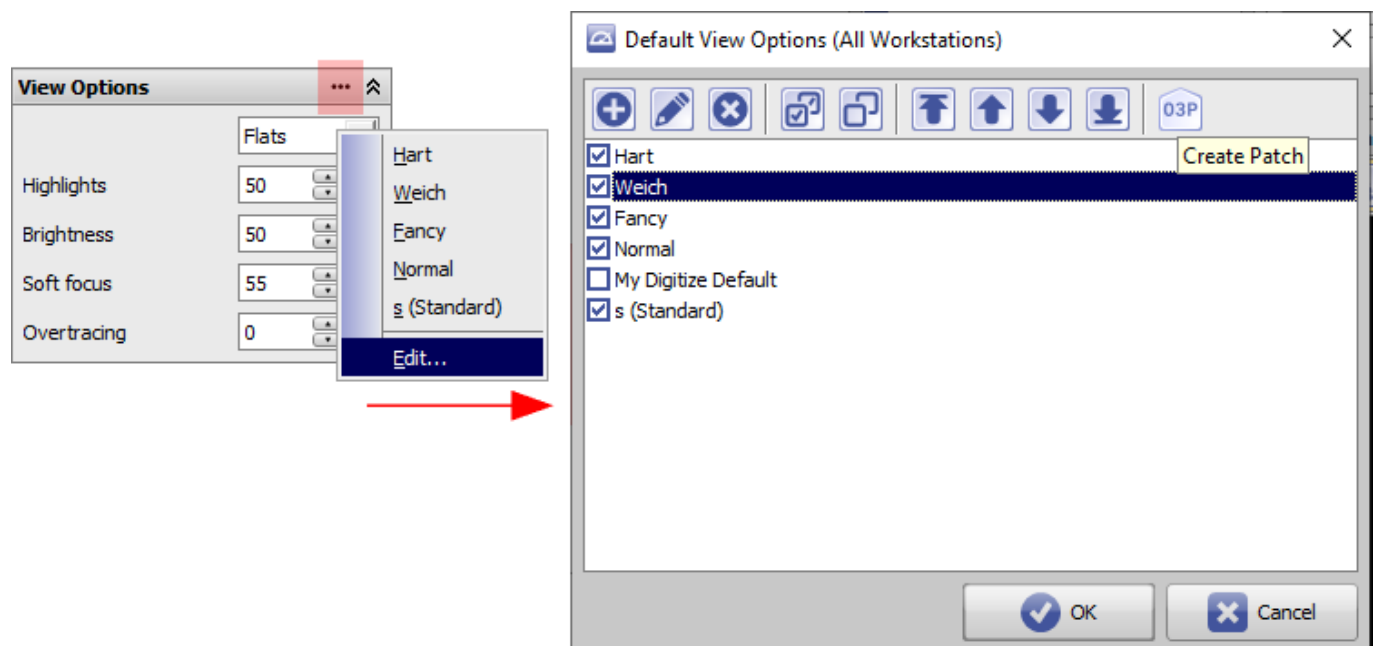 View Options
Flats
Highlights 50
Brightness 50
Soft focus 55
Overtracing 0
Hart
Weich
Fancy
Normal
s (Standard)
Edit...
Default View Options (All Workstations)
03P
Create Patch
Hart
Weich
Fancy
Normal
My Digitize Default
s (Standard)
OK Cancel